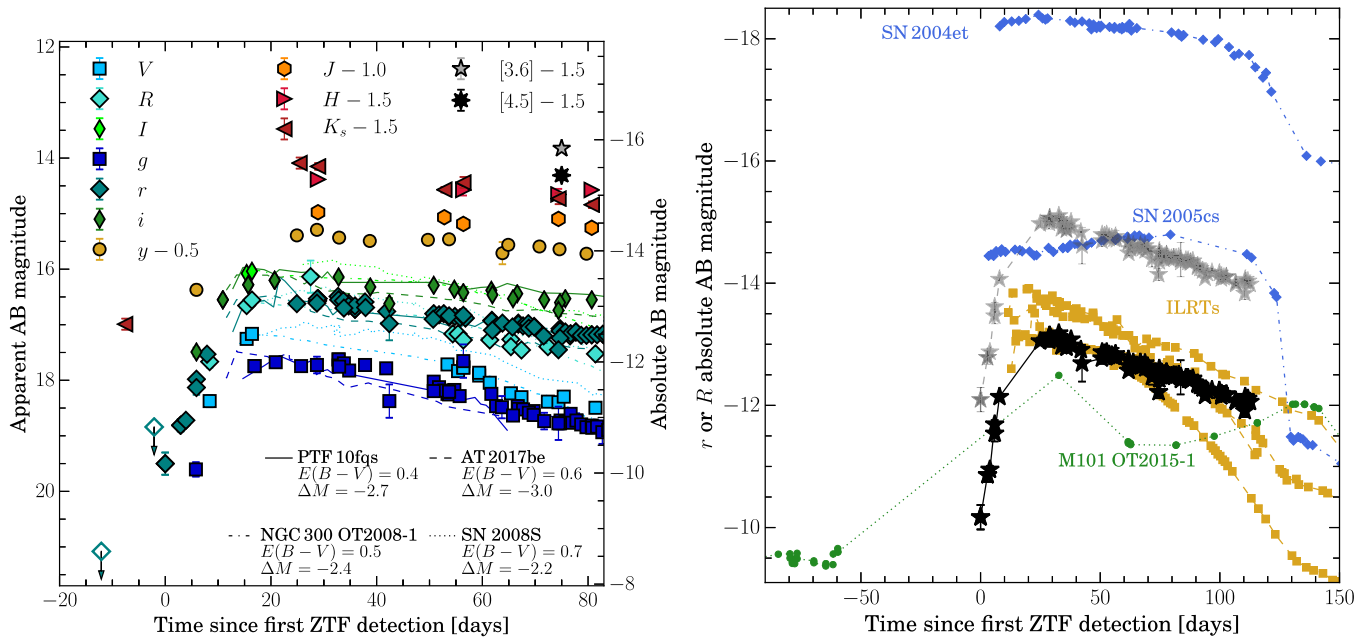 12
14
16
18
20
−20
0
20
40
60
80
−16
−14
−12
−10
−8
Apparent AB magnitude
Absolute AB magnitude
Time since first ZTF detection [days]
V
R
I
g
r
i
y − 0.5
J − 1.0
H − 1.5
K_s − 1.5
[3.6] − 1.5
[4.5] − 1.5
PTF 10fqs
E(B − V) = 0.4
ΔM = −2.7
AT 2017be
E(B − V) = 0.6
ΔM = −3.0
NGC 300 OT2008-1
E(B − V) = 0.5
ΔM = −2.4
SN 2008S
E(B − V) = 0.7
ΔM = −2.2
−18
−16
−14
−12
−10
r or R absolute AB magnitude
SN 2004et
SN 2005cs
ILRTs
M101 OT2015-1
−50
0
50
100
150
Time since first ZTF detection [days]